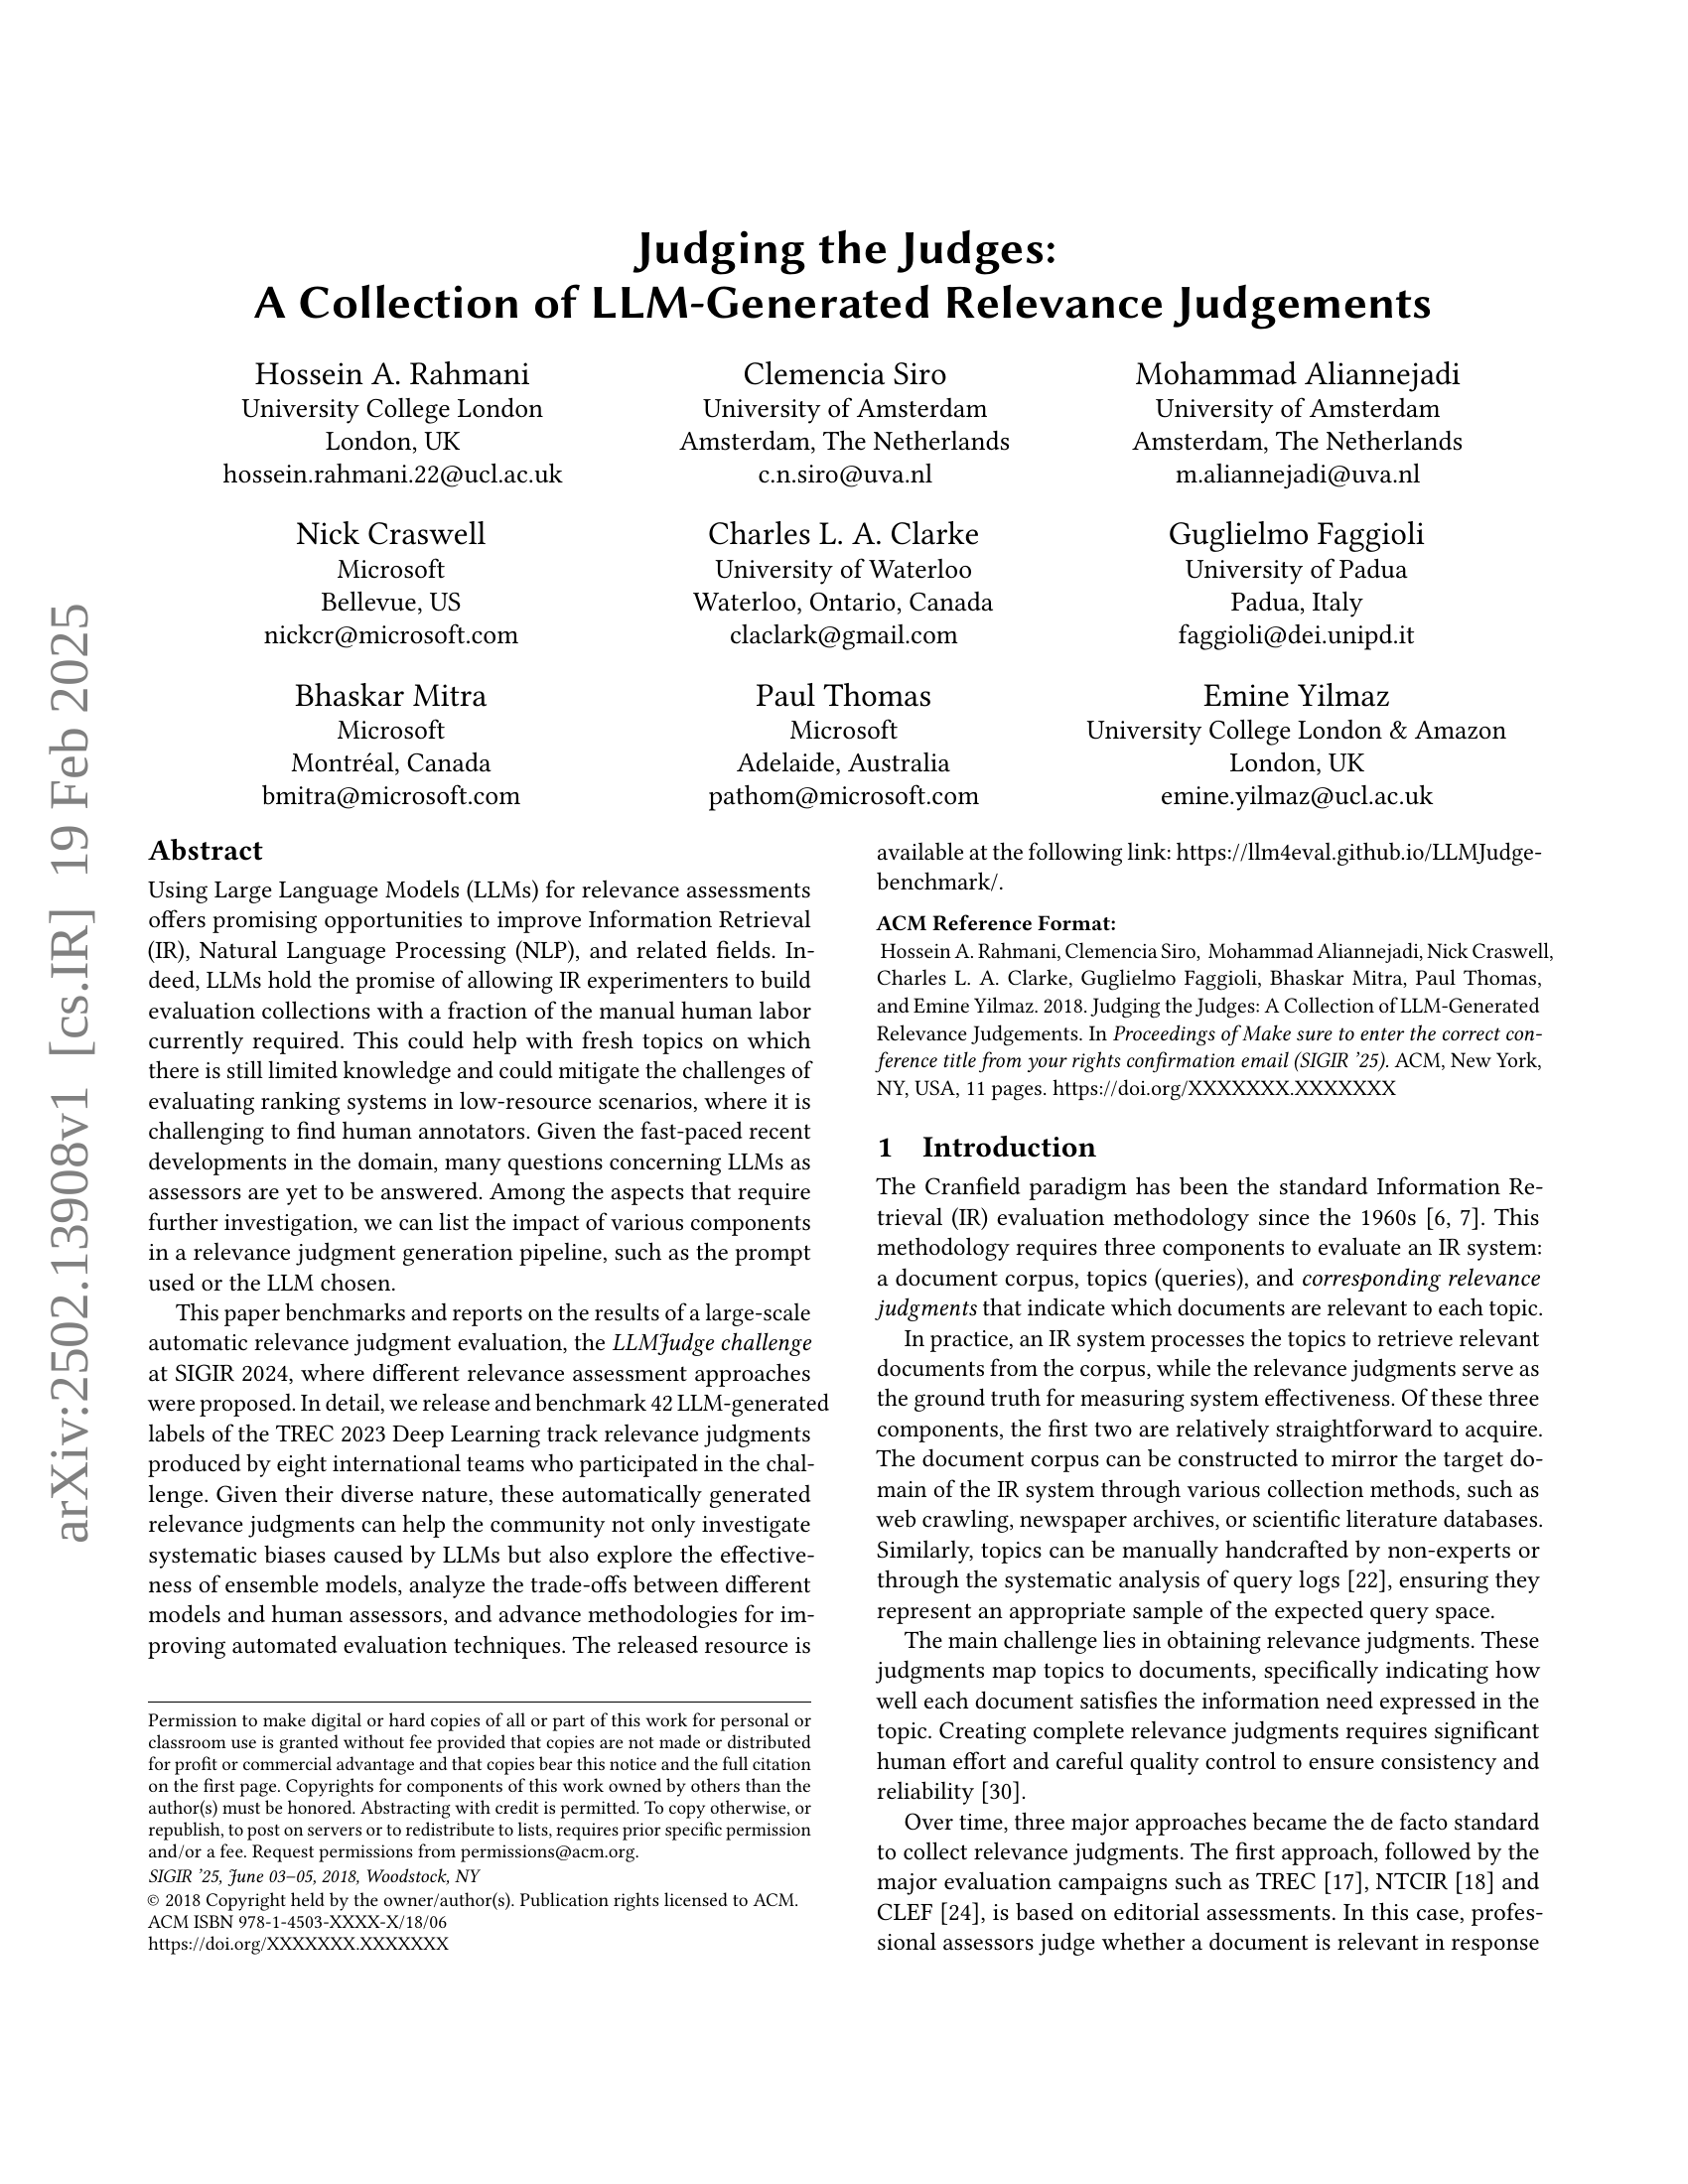 arXiv:2502.13908v1 [cs.IR] 19 Feb 2025
Judging the Judges:
A Collection of LLM-Generated Relevance Judgements
Hossein A. Rahmani
University College London
London, UK
hossein.rahmani.22@ucl.ac.uk
Clemencia Siro
University of Amsterdam
Amsterdam, The Netherlands
c.n.siro@uva.nl
Mohammad Aliannejadi
University of Amsterdam
Amsterdam, The Netherlands
m.aliannejadi@uva.nl
Nick Craswell
Microsoft
Bellevue, US
nickcr@microsoft.com
Charles L. A. Clarke
University of Waterloo
Waterloo, Ontario, Canada
claclark@gmail.com
Guglielmo Faggioli
University of Padua
Padua, Italy
faggioli@dei.unipd.it
Bhaskar Mitra
Microsoft
Montréal, Canada
bmitra@microsoft.com
Paul Thomas
Microsoft
Adelaide, Australia
pathom@microsoft.com
Emine Yilmaz
University College London & Amazon
London, UK
emine.yilmaz@ucl.ac.uk
Abstract
Using Large Language Models (LLMs) for relevance assessments
offers promising opportunities to improve Information Retrieval
(IR), Natural Language Processing (NLP), and related fields. In-
deed, LLMs hold the promise of allowing IR experimenters to build
evaluation collections with a fraction of the manual human labor
currently required. This could help with fresh topics on which
there is still limited knowledge and could mitigate the challenges of
evaluating ranking systems in low-resource scenarios, where it is
challenging to find human annotators. Given the fast-paced recent
developments in the domain, many questions concerning LLMs as
assessors are yet to be answered. Among the aspects that require
further investigation, we can list the impact of various components
in a relevance judgment generation pipeline, such as the prompt
used or the LLM chosen.
This paper benchmarks and reports on the results of a large-scale
automatic relevance judgment evaluation, the LLMJudge challenge
at SIGIR 2024, where different relevance assessment approaches
were proposed. In detail, we release and benchmark 42 LLM-generated
labels of the TREC 2023 Deep Learning track relevance judgments
produced by eight international teams who participated in the chal-
lenge. Given their diverse nature, these automatically generated
relevance judgments can help the community not only investigate
systematic biases caused by LLMs but also explore the effective-
ness of ensemble models, analyze the trade-offs between different
models and human assessors, and advance methodologies for im-
proving automated evaluation techniques. The released resource is
Permission to make digital or hard copies of all or part of this work for personal or
classroom use is granted without fee provided that copies are not made or distributed
for profit or commercial advantage and that copies bear this notice and the full citation
on the first page. Copyrights for components of this work owned by others than the
author(s) must be honored. Abstracting with credit is permitted. To copy otherwise, or
republish, to post on servers or to redistribute to lists, requires prior specific permission
and/or a fee. Request permissions from permissions@acm.org.
SIGIR '25, June 03–05, 2018, Woodstock, NY
© 2018 Copyright held by the owner/author(s). Publication rights licensed to ACM.
ACM ISBN 978-1-4503-XXXX-X/18/06
https://doi.org/XXXXXXX.XXXXXXX
available at the following link: https://llm4eval.github.io/LLMJudge-
benchmark/.
ACM Reference Format:
Hossein A. Rahmani, Clemencia Siro, Mohammad Aliannejadi, Nick Craswell,
Charles L. A. Clarke, Guglielmo Faggioli, Bhaskar Mitra, Paul Thomas,
and Emine Yilmaz. 2018. Judging the Judges: A Collection of LLM-Generated
Relevance Judgements. In Proceedings of Make sure to enter the correct con-
ference title from your rights confirmation email (SIGIR '25). ACM, New York,
NY, USA, 11 pages. https://doi.org/XXXXXXX.XXXXXXX
1 Introduction
The Cranfield paradigm has been the standard Information Re-
trieval (IR) evaluation methodology since the 1960s [6, 7]. This
methodology requires three components to evaluate an IR system:
a document corpus, topics (queries), and corresponding relevance
judgments that indicate which documents are relevant to each topic.
In practice, an IR system processes the topics to retrieve relevant
documents from the corpus, while the relevance judgments serve as
the ground truth for measuring system effectiveness. Of these three
components, the first two are relatively straightforward to acquire.
The document corpus can be constructed to mirror the target do-
main of the IR system through various collection methods, such as
web crawling, newspaper archives, or scientific literature databases.
Similarly, topics can be manually handcrafted by non-experts or
through the systematic analysis of query logs [22], ensuring they
represent an appropriate sample of the expected query space.
The main challenge lies in obtaining relevance judgments. These
judgments map topics to documents, specifically indicating how
well each document satisfies the information need expressed in the
topic. Creating complete relevance judgments requires significant
human effort and careful quality control to ensure consistency and
reliability [30].
Over time, three major approaches became the de facto standard
to collect relevance judgments. The first approach, followed by the
major evaluation campaigns such as TREC [17], NTCIR [18] and
CLEF [24], is based on editorial assessments. In this case, profes-
sional assessors judge whether a document is relevant in response